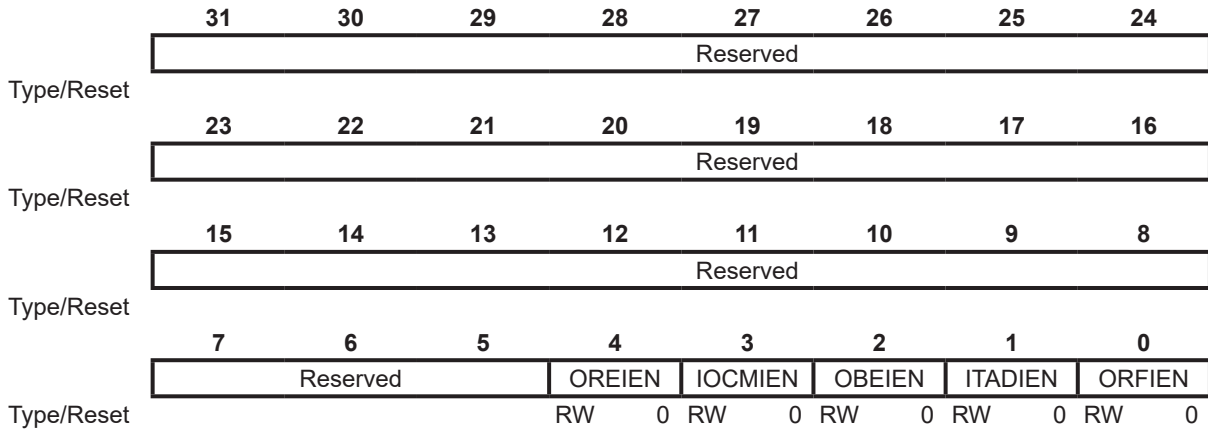 31 30 29 28 27 26 25 24
Reserved
Type/Reset
23 22 21 20 19 18 17 16
Reserved
Type/Reset
15 14 13 12 11 10 9 8
Reserved
Type/Reset
7 6 5 4 3 2 1 0
Reserved OREIEN IOCMIEN OBEIEN ITADIEN ORFIEN
Type/Reset RW 0 RW 0 RW 0 RW 0 RW 0